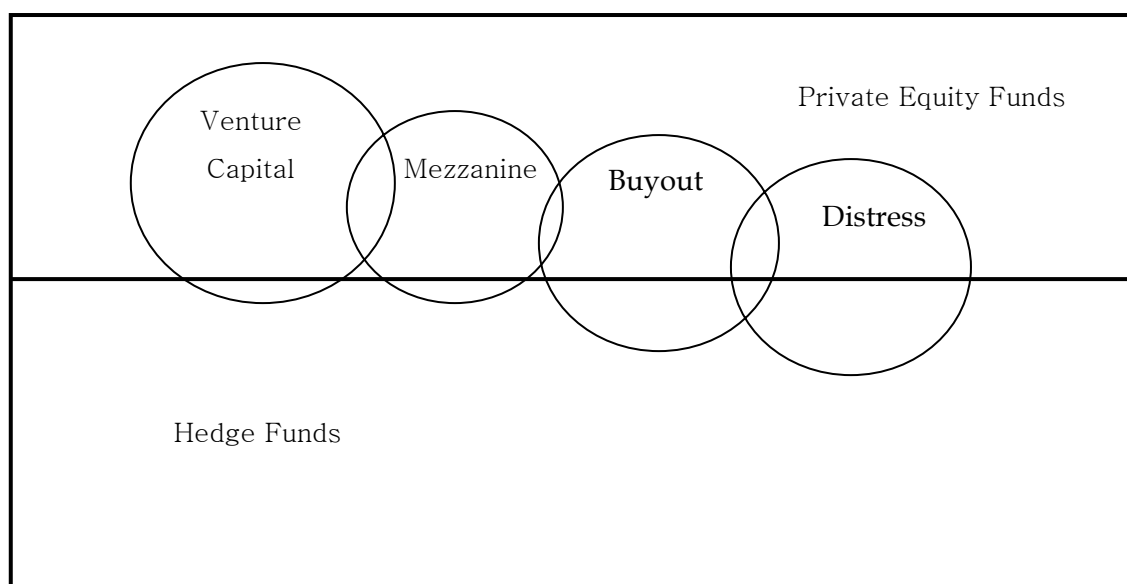 Private Equity Funds
Venture
Capital
Mezzanine
Buyout
Distress
Hedge Funds